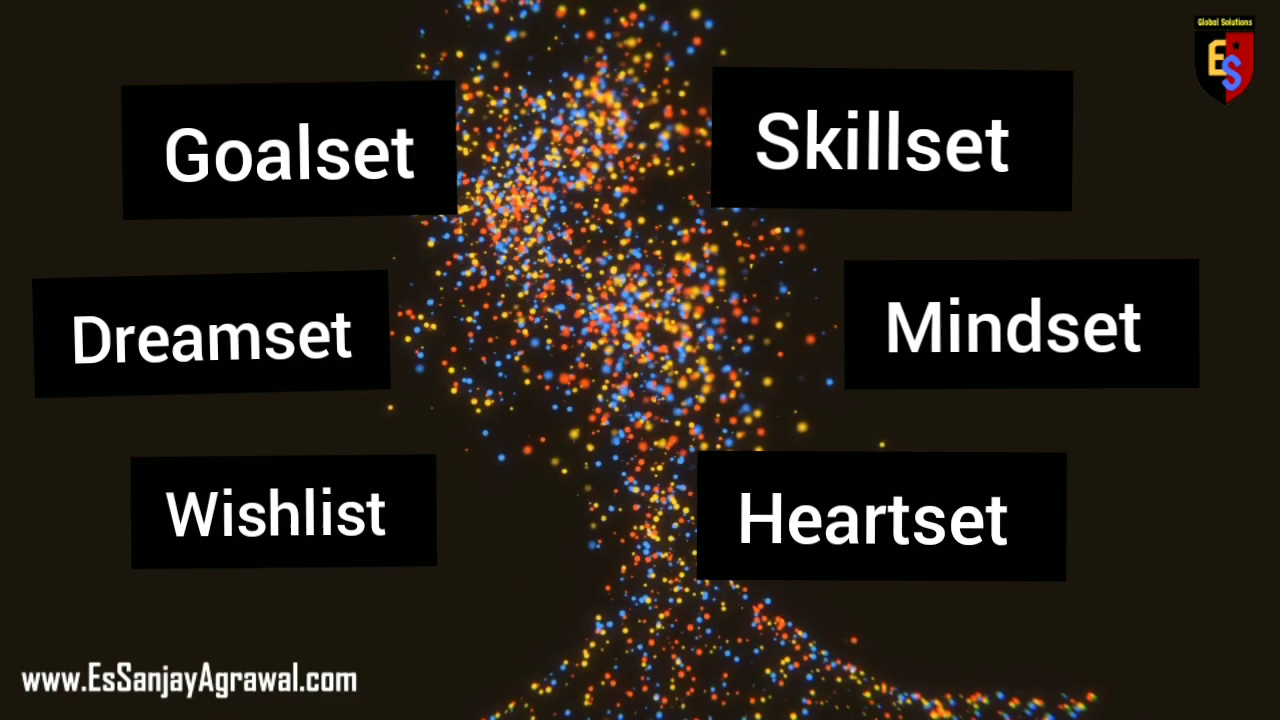 Global Solutions
ES
Goalset
Skillset
Dreamset
Mindset
Wishlist
Heartset
www.EsSanjayAgrawal.com